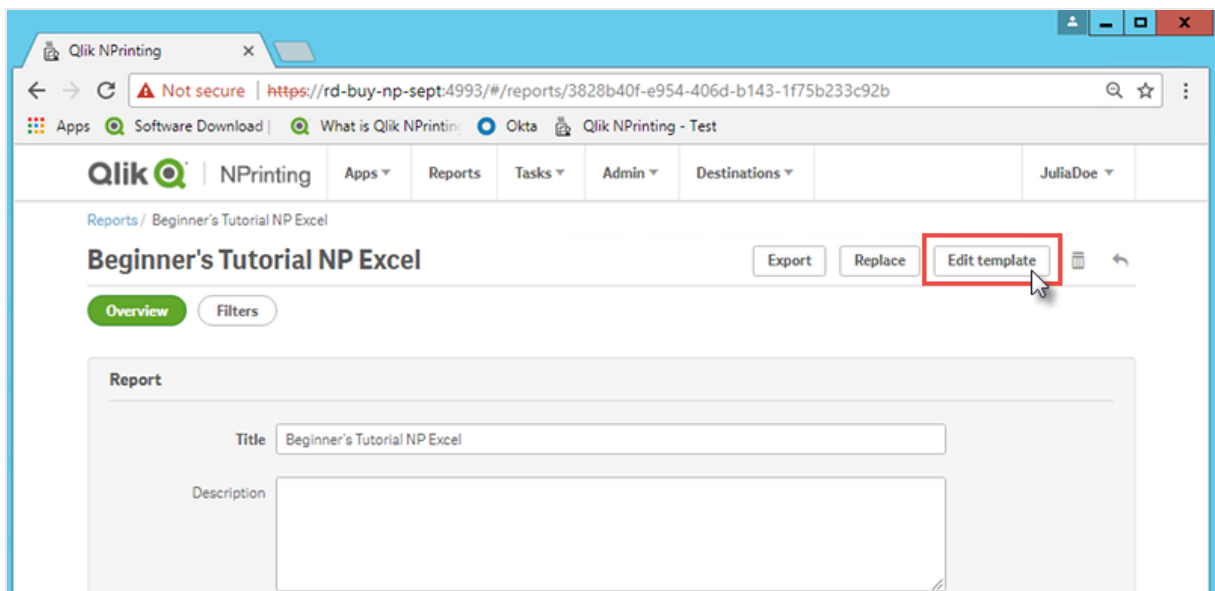 Qlik NPrinting
Not secure | https://rd-buy-np-sept:4993/#/reports/3828b40f-e954-406d-b143-1f75b233c92b
Apps Software Download | What is Qlik NPrintin Okta Qlik NPrinting - Test
Qlik NPrinting Apps Reports Tasks Admin Destinations JuliaDoe
Reports / Beginner's Tutorial NP Excel
Beginner's Tutorial NP Excel Export Replace Edit template
Overview Filters
Report
Title Beginner's Tutorial NP Excel
Description